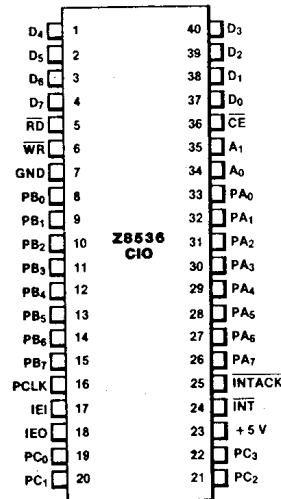 D4 1 40 D3
D5 2 39 D2
D6 3 38 D1
D7 4 37 D0
RD 5 36 CE
WR 6 35 A1
GND 7 34 A0
PB0 8 33 PA0
PB1 9 32 PA1
PB2 10 31 PA2
Z8536
CIO
PB3 11 30 PA3
PB4 12 29 PA4
PB5 13 28 PA5
PB6 14 27 PA6
PB7 15 26 PA7
PCLK 16 25 INTACK
IEI 17 24 INT
IEO 18 23 +5 V
PC0 19 22 PC3
PC1 20 21 PC2